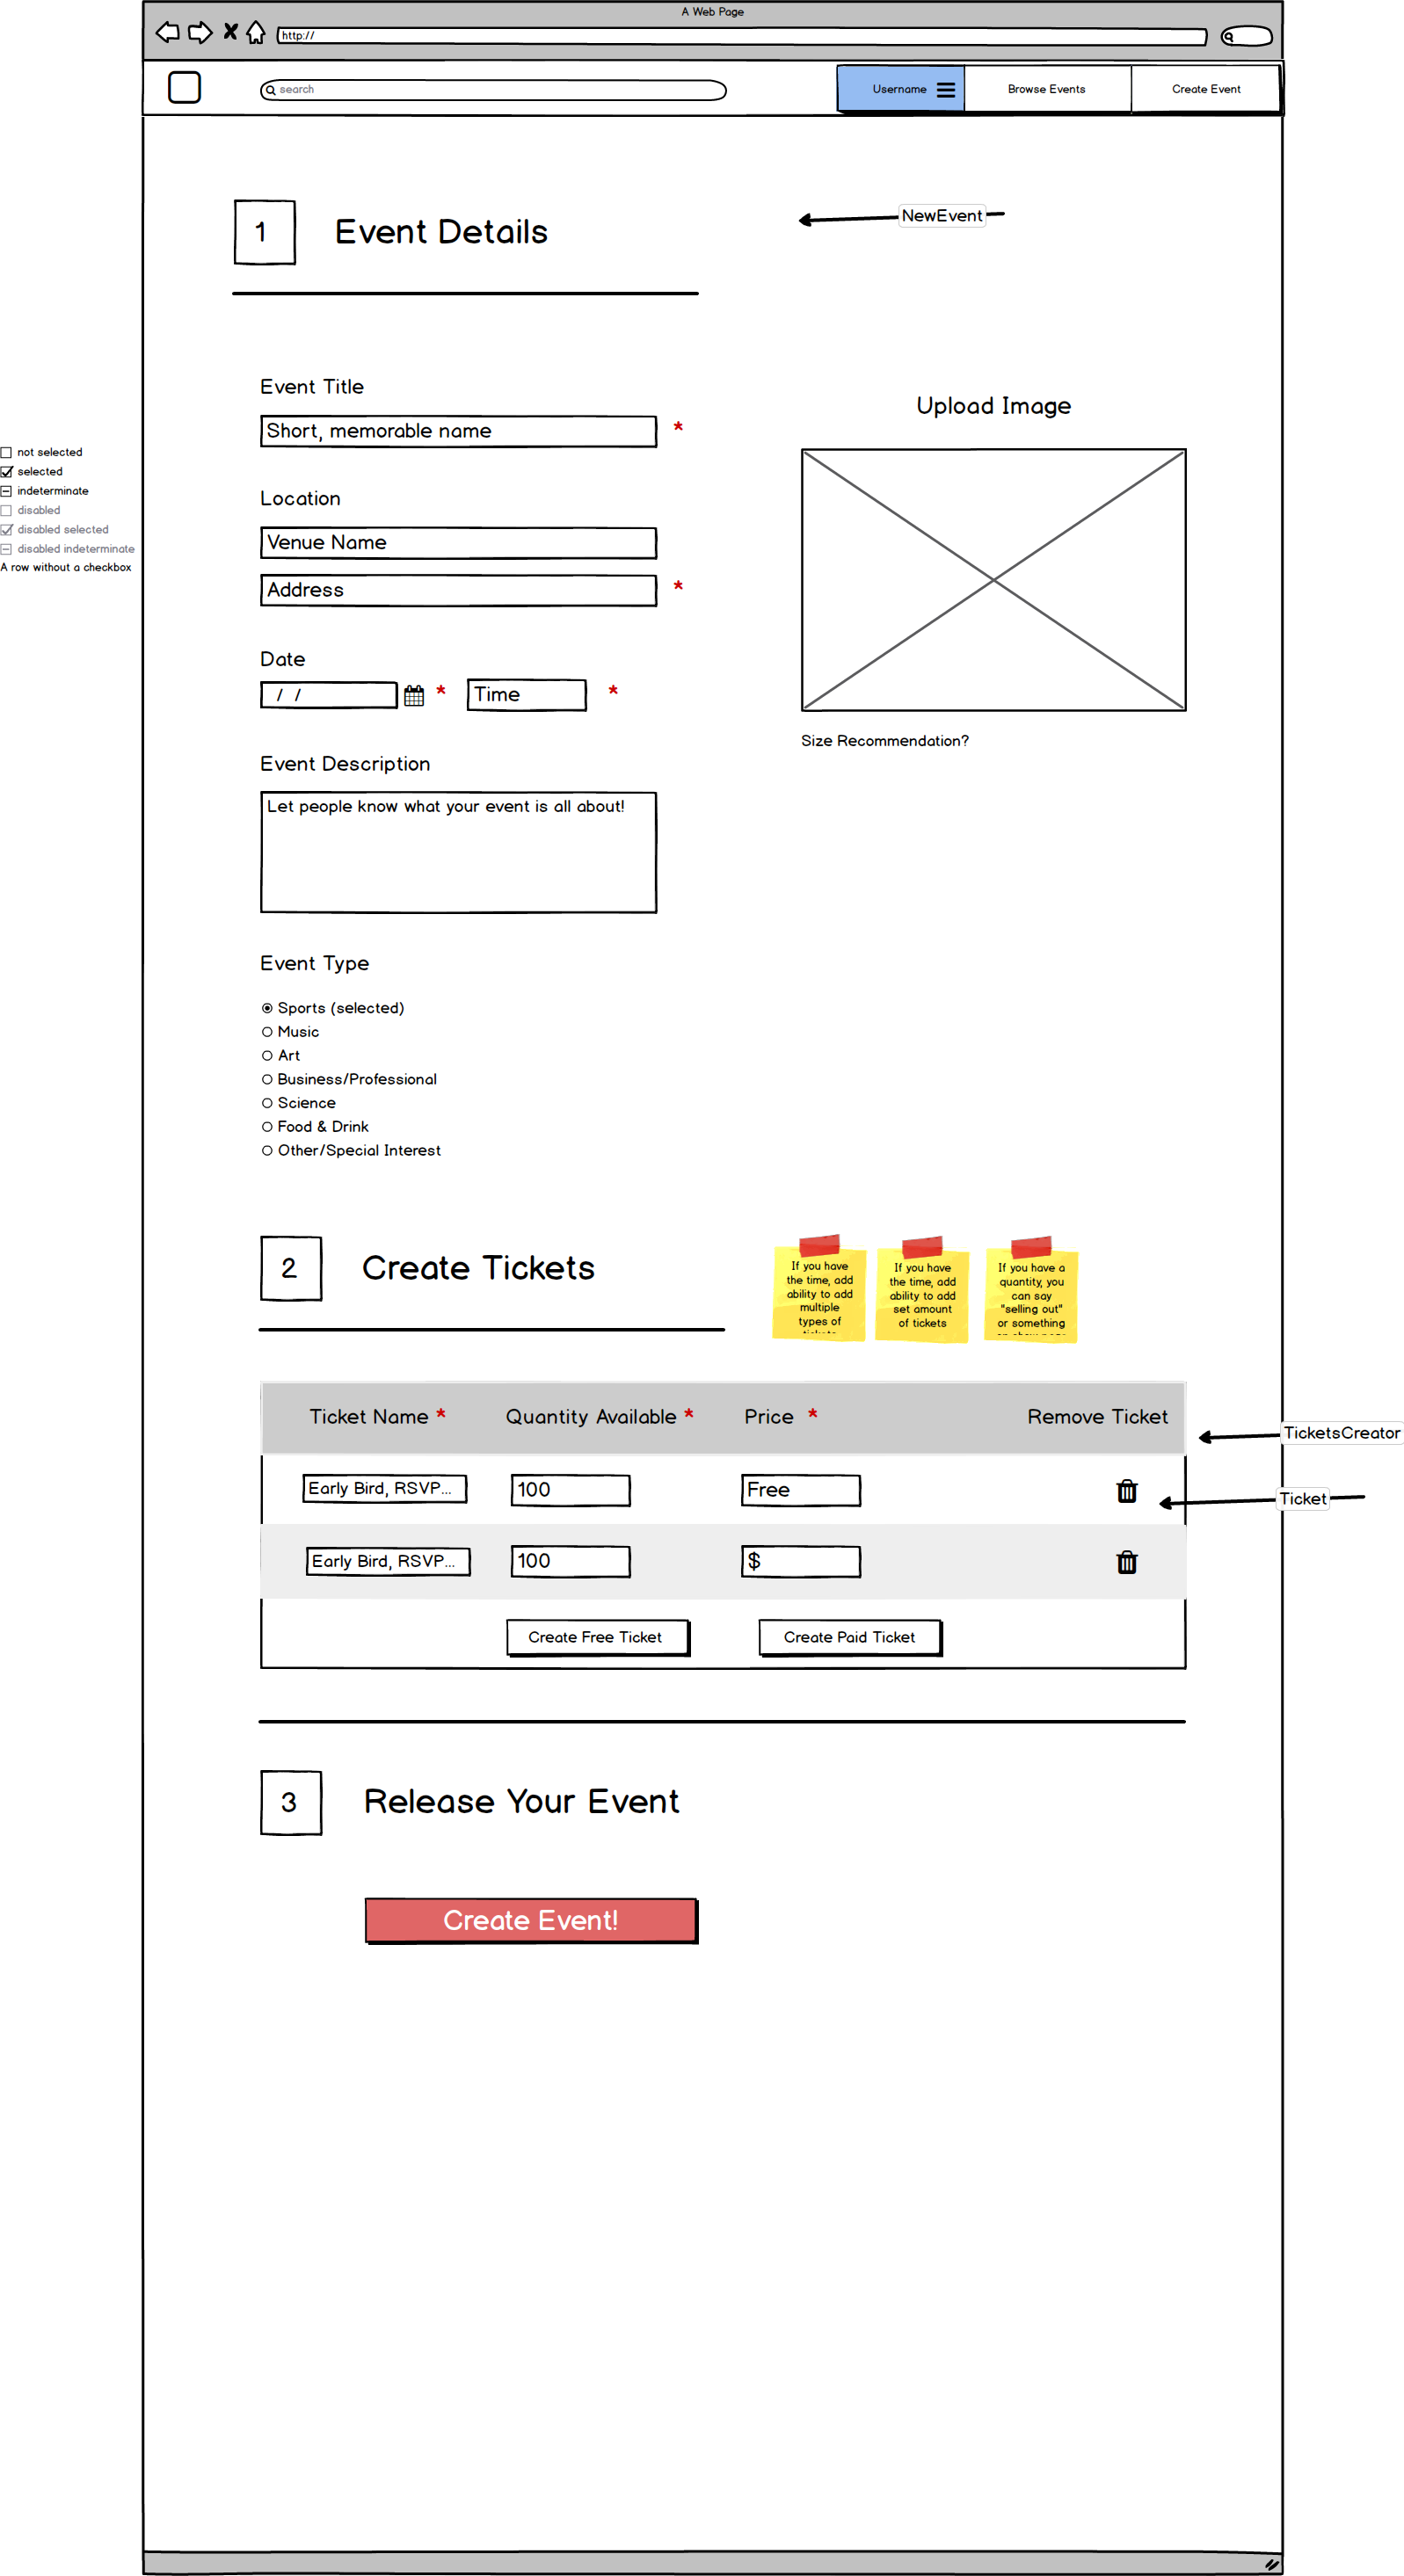 A Web Page
http://
search
Username
Browse Events
Create Event
1
Event Details
NewEvent
Event Title
Short, memorable name
*
Upload Image
not selected
selected
indeterminate
disabled
disabled selected
disabled indeterminate
A row without a checkbox
Location
Venue Name
Address
*
Date
/ /
*
Time
*
Size Recommendation?
Event Description
Let people know what your event is all about!
Event Type
Sports (selected)
Music
Art
Business/Professional
Science
Food & Drink
Other/Special Interest
2
Create Tickets
If you have
the time, add
ability to add
multiple
types of
If you have
the time, add
ability to add
set amount
of tickets
If you have a
quantity, you
can say
"selling out"
or something
Ticket Name *
Quantity Available *
Price *
Remove Ticket
TicketsCreator
Early Bird, RSVP...
100
Free
Ticket
Early Bird, RSVP...
100
$
Create Free Ticket
Create Paid Ticket
3
Release Your Event
Create Event!